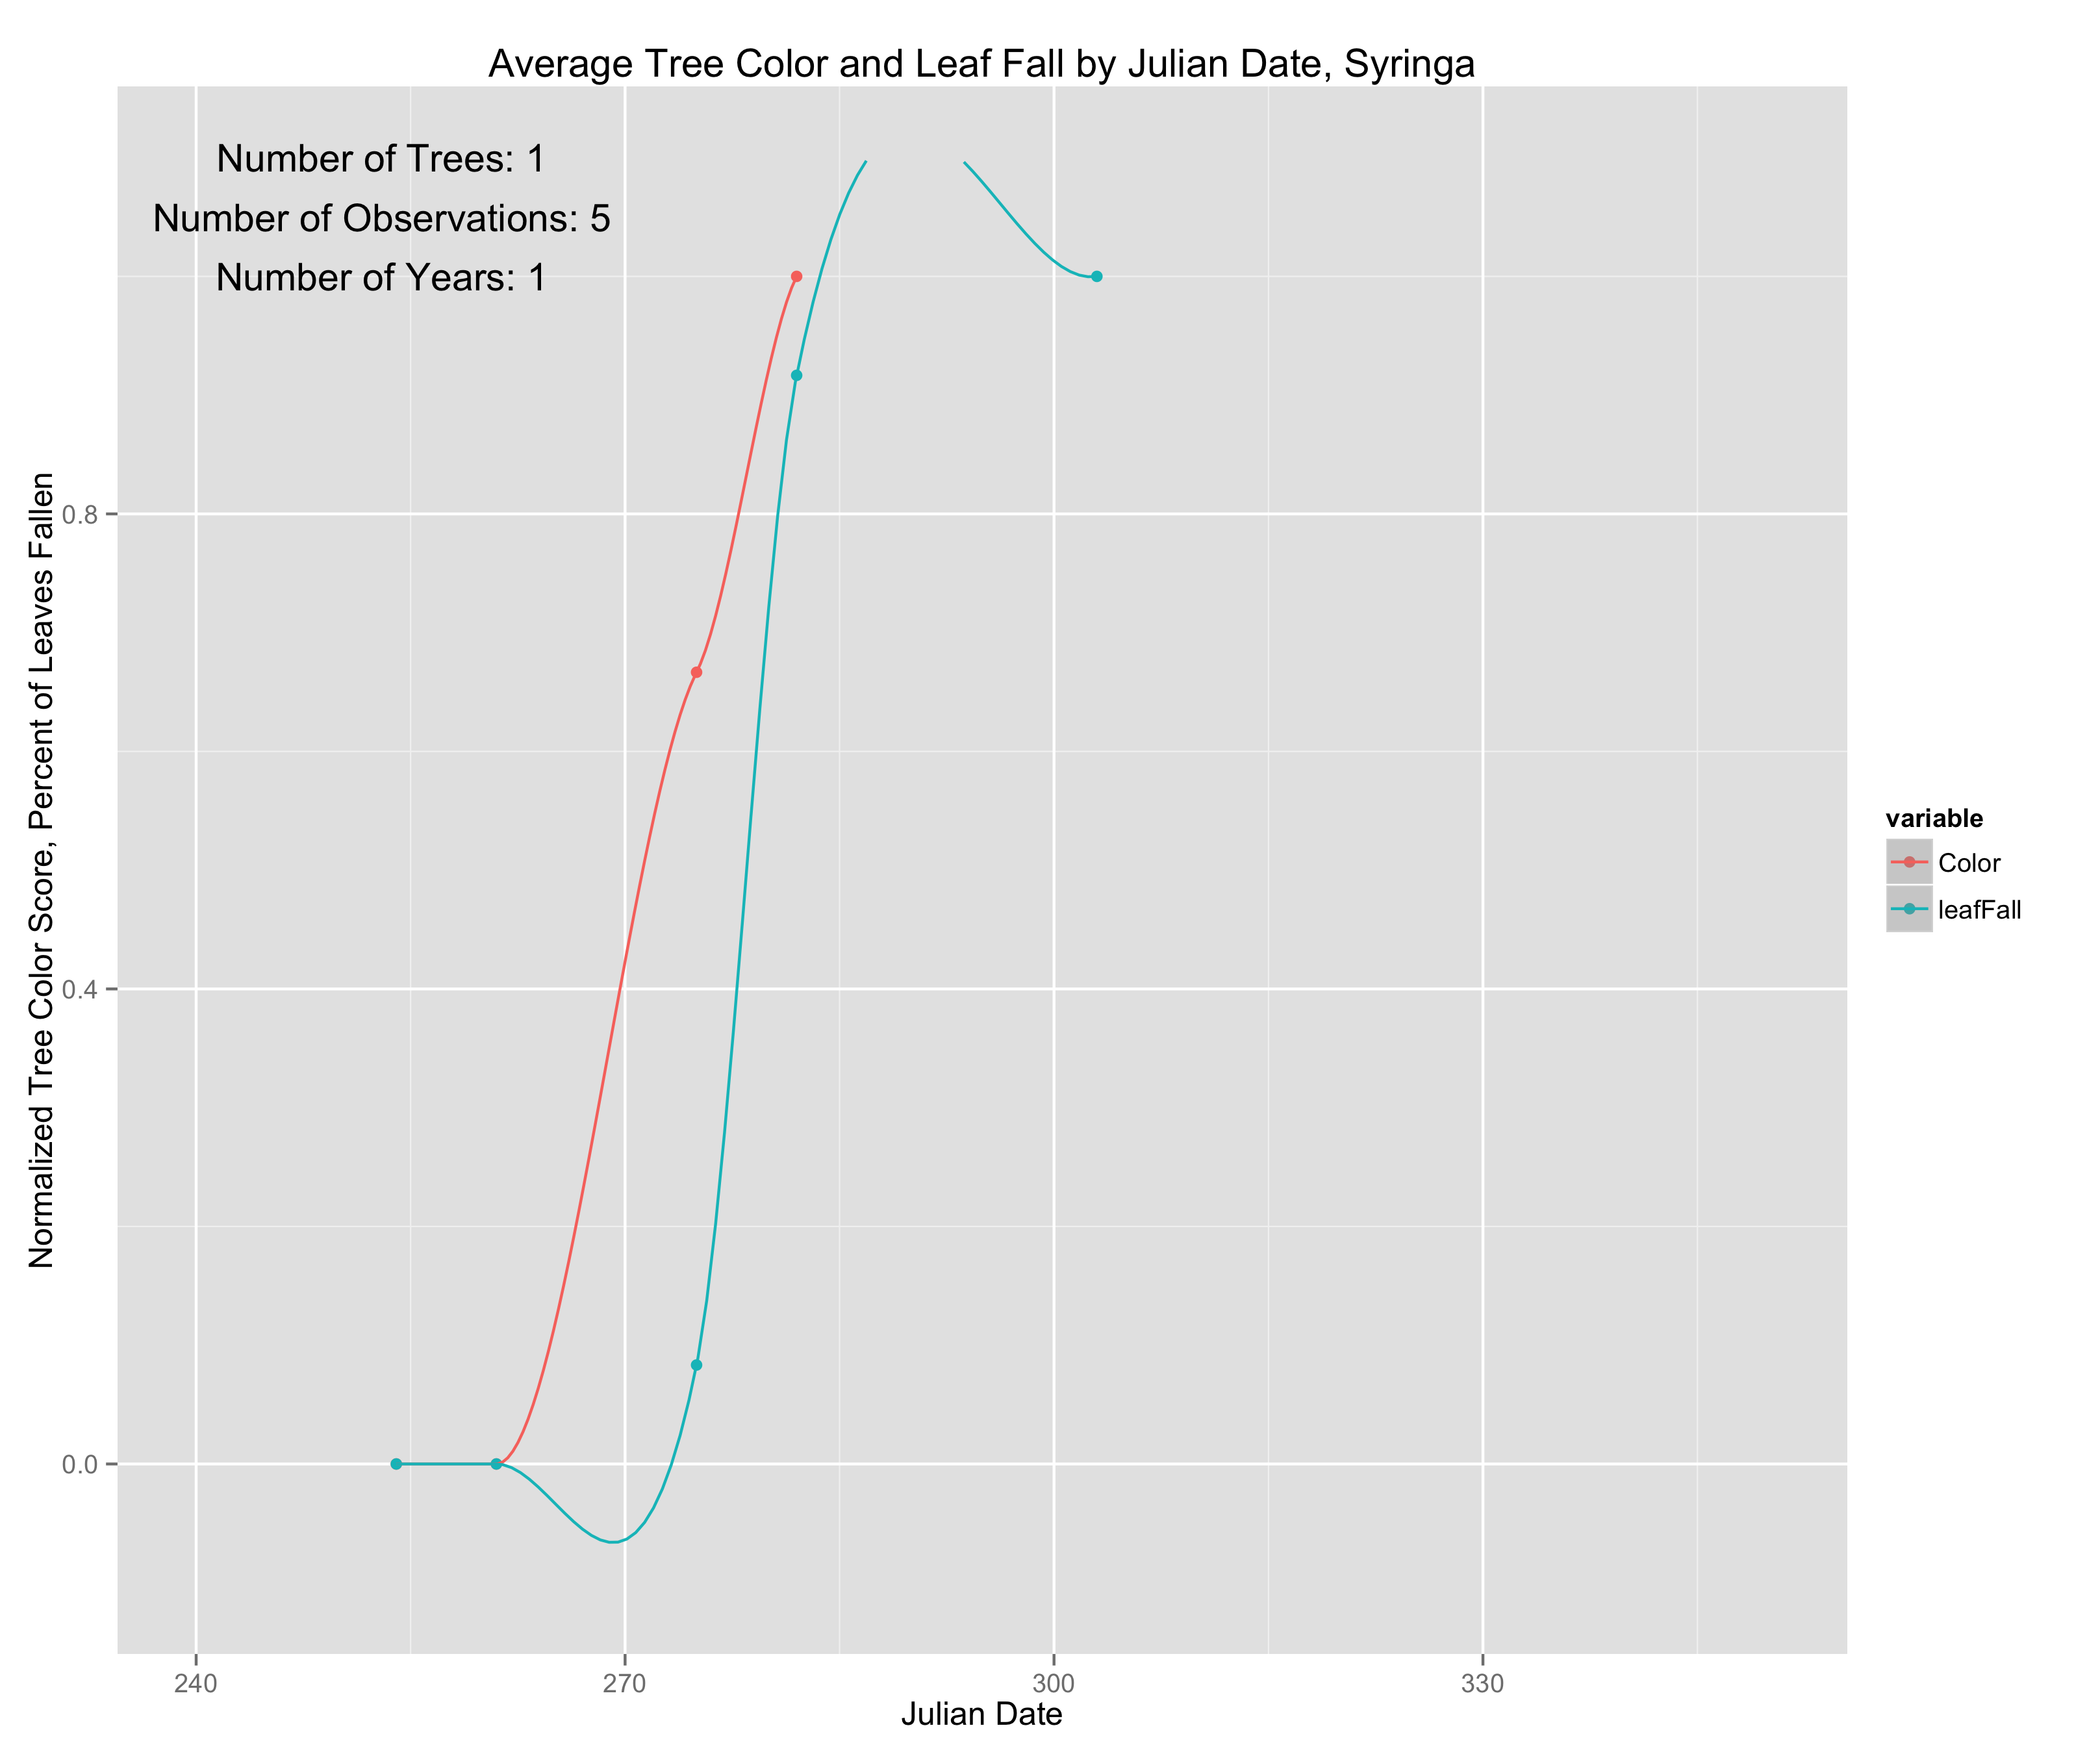 Average Tree Color and Leaf Fall by Julian Date, Syringa
Number of Trees: 1
Number of Observations: 5
Number of Years: 1
Normalized Tree Color Score, Percent of Leaves Fallen
0.8
0.4
0.0
240
270
300
330
Julian Date
variable
Color
leafFall